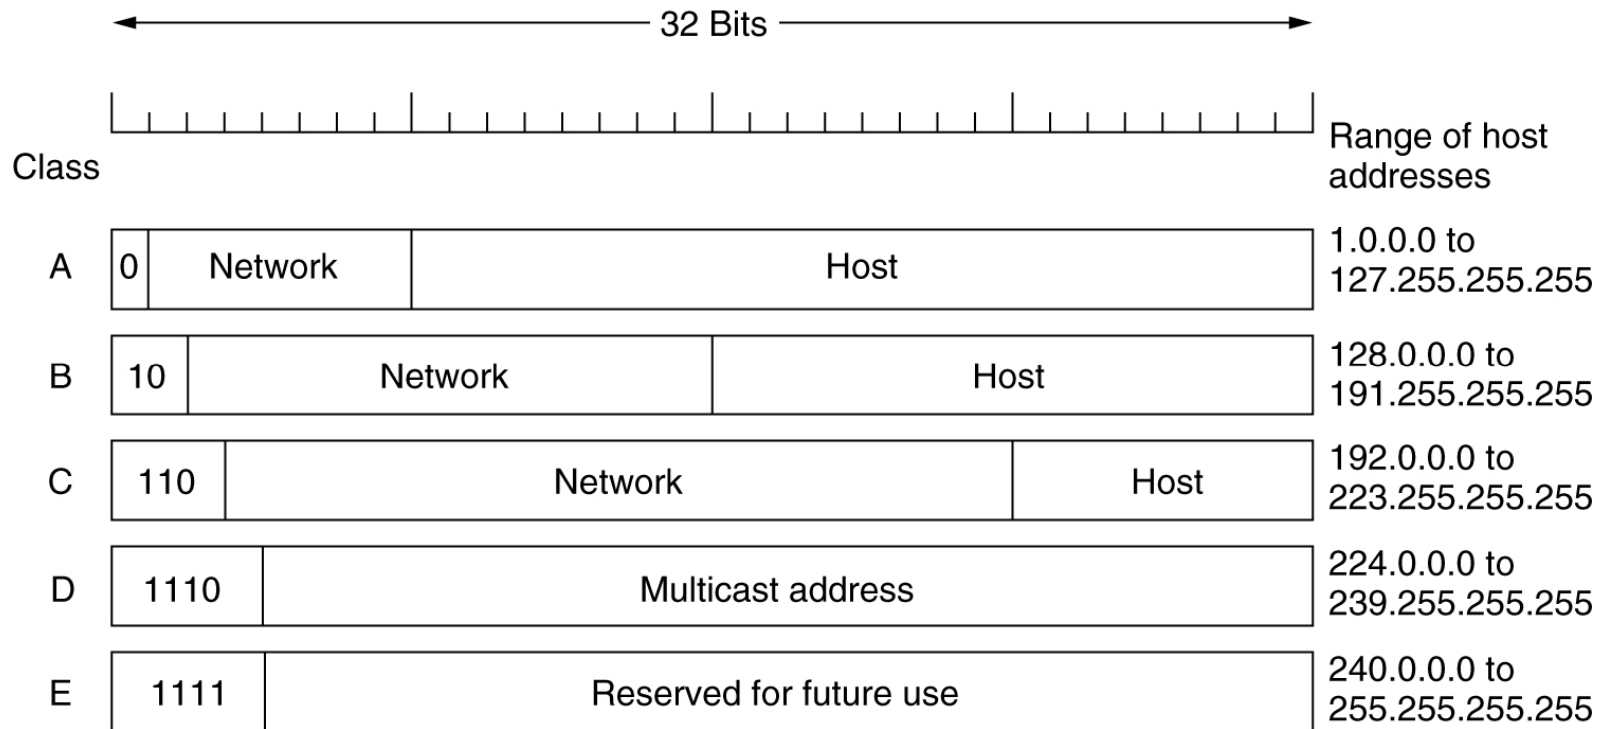 32 Bits
Range of host
addresses
Class
A
0
Network
Host
1.0.0.0 to
127.255.255.255
B
10
Network
Host
128.0.0.0 to
191.255.255.255
C
110
Network
Host
192.0.0.0 to
223.255.255.255
D
1110
Multicast address
224.0.0.0 to
239.255.255.255
E
1111
Reserved for future use
240.0.0.0 to
255.255.255.255